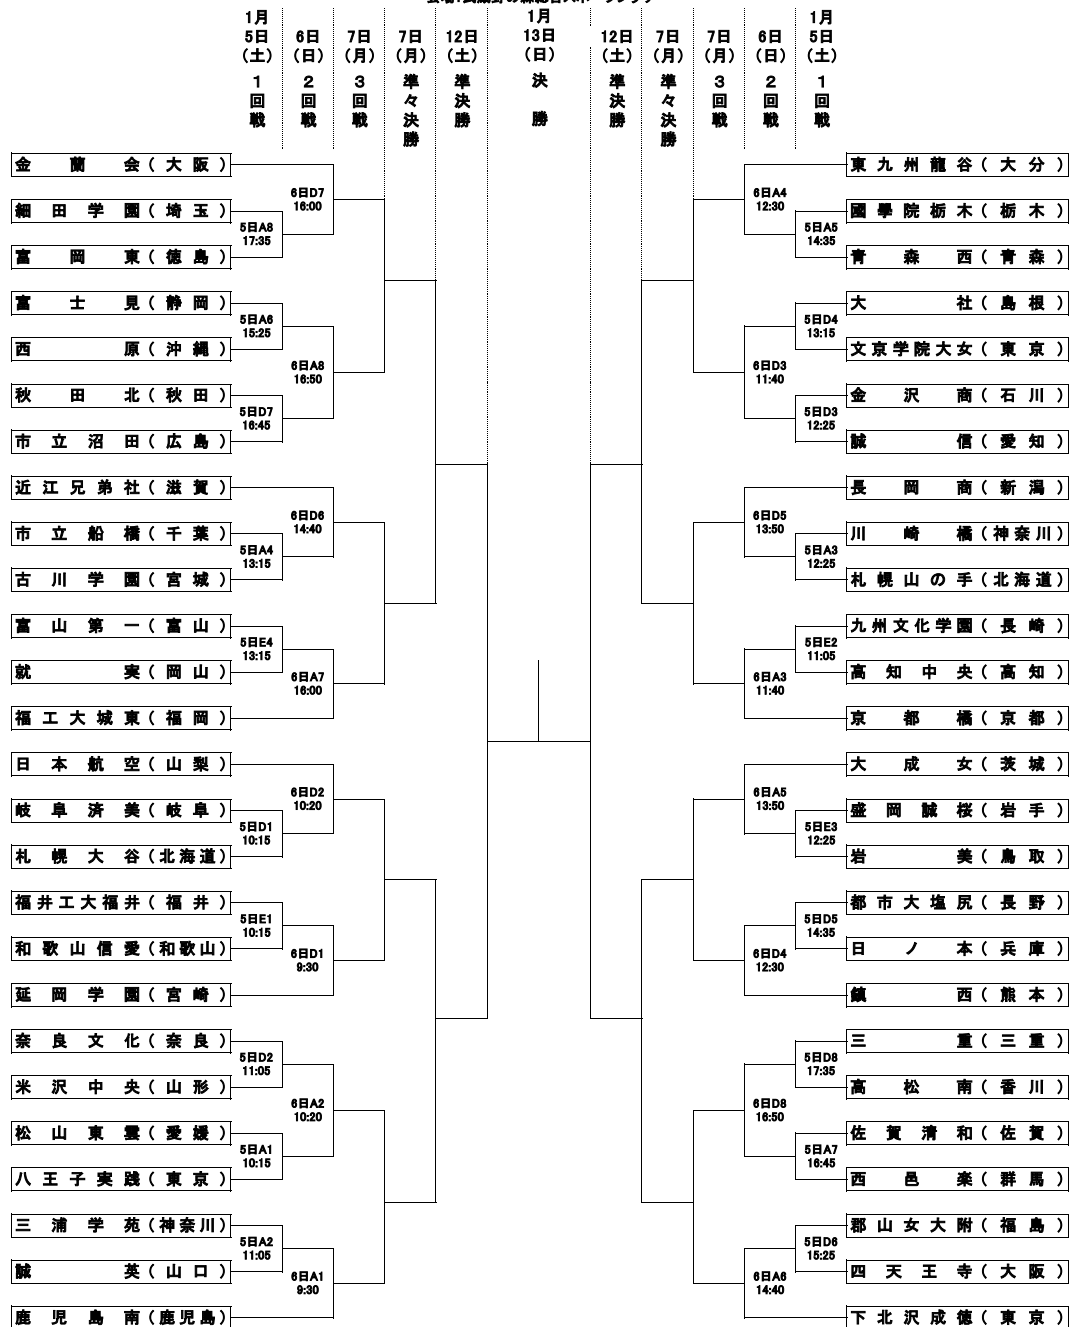 1月 5日 (土) 1回戦
6日 (日) 2回戦
7日 (月) 3回戦
7日 (月) 準々決勝
12日 (土) 準決勝
1月 13日 (日) 決勝
12日 (土) 準決勝
7日 (月) 準々決勝
7日 (月) 3回戦
6日 (日) 2回戦
1月 5日 (土) 1回戦
金蘭会(大阪)
6日D7
16:00
細田学園(埼玉)
5日A8
17:35
富岡東(徳島)
富士見(静岡)
5日A6
15:25
西原(沖縄)
6日A8
16:50
秋田北(秋田)
5日D7
16:45
市立沼田(広島)
近江兄弟社(滋賀)
6日D6
14:40
市立船橋(千葉)
5日A4
13:15
古川学園(宮城)
富山第一(富山)
5日E4
13:15
就実(岡山)
6日A7
16:00
福工大城東(福岡)
日本航空(山梨)
6日D2
10:20
岐阜済美(岐阜)
5日D1
10:15
札幌大谷(北海道)
福井工大福井(福井)
5日E1
10:15
和歌山信愛(和歌山)
6日D1
9:30
延岡学園(宮崎)
奈良文化(奈良)
5日D2
11:05
米沢中央(山形)
6日A2
10:20
松山東雲(愛媛)
5日A1
10:15
八王子実践(東京)
三浦学苑(神奈川)
5日A2
11:05
誠英(山口)
6日A1
9:30
鹿児島南(鹿児島)
東九州龍谷(大分)
6日A4
12:30
國學院栃木(栃木)
5日A5
14:35
青森西(青森)
大社(島根)
5日D4
13:15
文京学院大女(東京)
6日D3
11:40
金沢商(石川)
5日D3
12:25
誠信(愛知)
長岡商(新潟)
6日D5
13:50
川崎橘(神奈川)
5日A3
12:25
札幌山の手(北海道)
九州文化学園(長崎)
5日E2
11:05
高知中央(高知)
6日A3
11:40
京都橘(京都)
大成女(茨城)
6日A5
13:50
盛岡誠桜(岩手)
5日E3
12:25
岩美(鳥取)
都市大塩尻(長野)
5日D5
14:35
日ノ本(兵庫)
6日D4
12:30
鎮西(熊本)
三重(三重)
5日D8
17:35
高松南(香川)
6日D8
16:50
佐賀清和(佐賀)
5日A7
16:45
西邑楽(群馬)
郡山女大附(福島)
5日D6
15:25
四天王寺(大阪)
6日A6
14:40
下北沢成徳(東京)